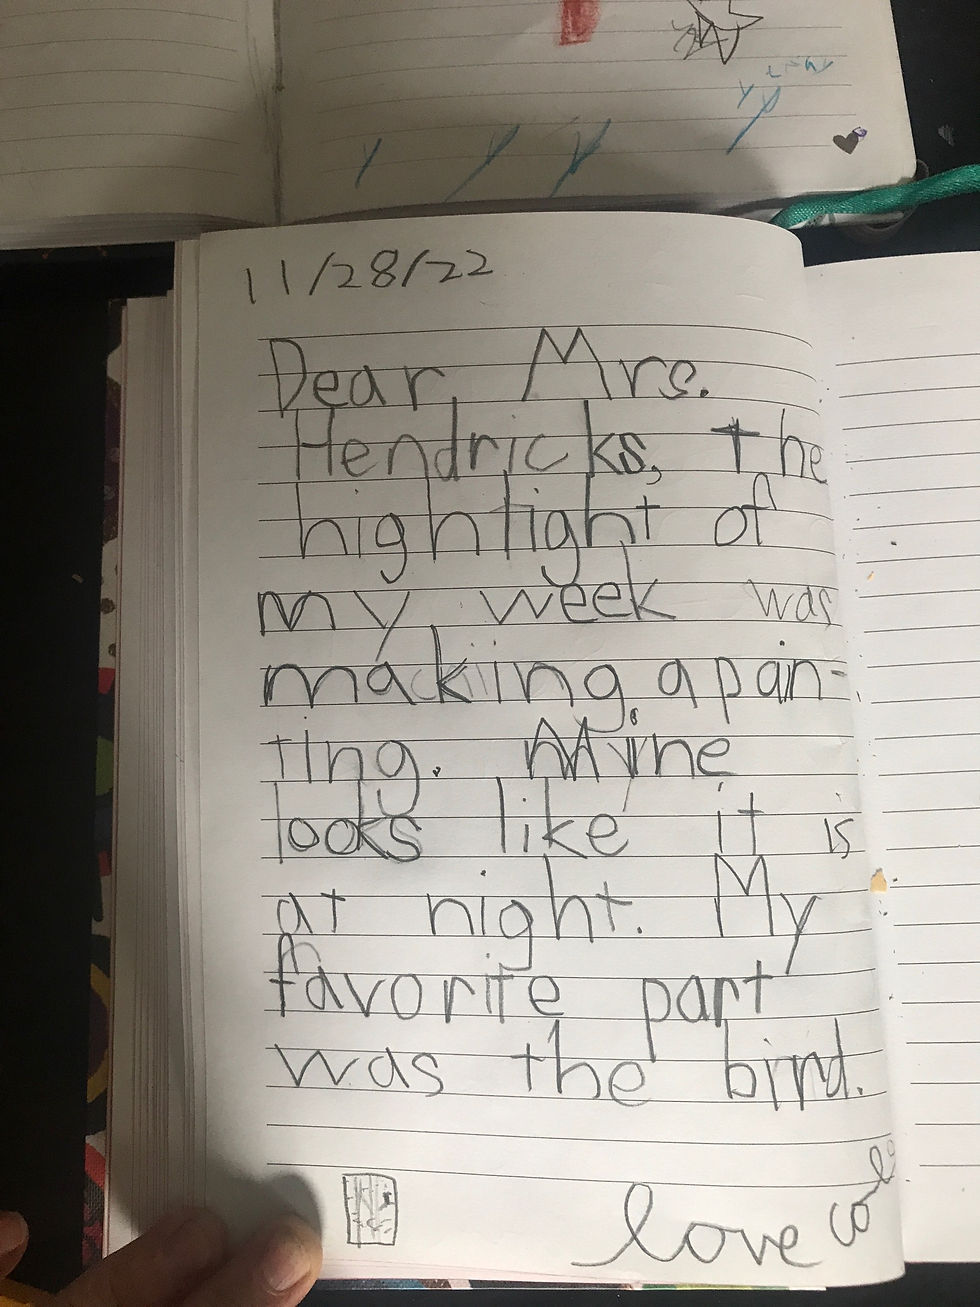 11/28/22
Dear Mrs.
Hendricks, the
highlight of
my week was
making a pain-
ting. Mine
looks like it is
at night. My
favorite part
was the bird.
love